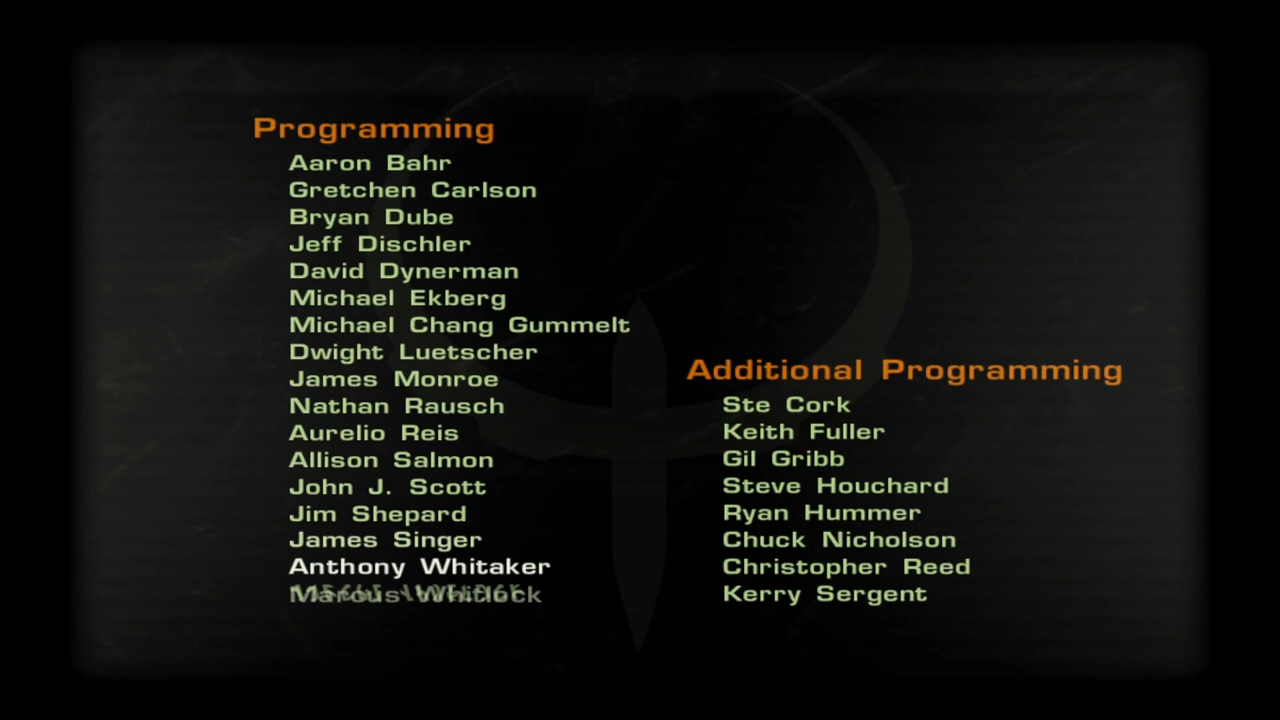 Programming
Aaron Bahr
Gretchen Carlson
Bryan Dube
Jeff Dischler
David Dynerman
Michael Ekberg
Michael Chang Gummelt
Dwight Luetscher
James Monroe
Nathan Rausch
Aurelio Reis
Allison Salmon
John J. Scott
Jim Shepard
James Singer
Anthony Whitaker
Marcus Whitlock
Additional Programming
Ste Cork
Keith Fuller
Gil Gribb
Steve Houchard
Ryan Hummer
Chuck Nicholson
Christopher Reed
Kerry Sergent